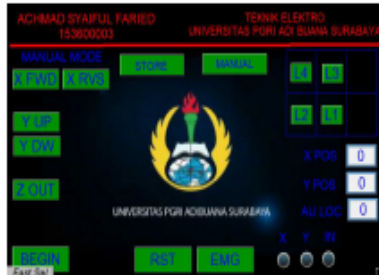 ACHMAD SYAIFUL FARIED
153600003
TEKNIK ELEKTRO
UNIVERSITAS PGRI ADI BUANA SURABAYA
MANUAL MODE
X FWD X RVS
STORE
MANUAL
L4 L3
L2 L1
Y UP
Y DW
Z OUT
X POS 0
Y POS 0
AU LOC 0
UNIVERSITAS PGRI ADIBUANA SURABAYA
X Y IN
BEGIN
RST
EMG